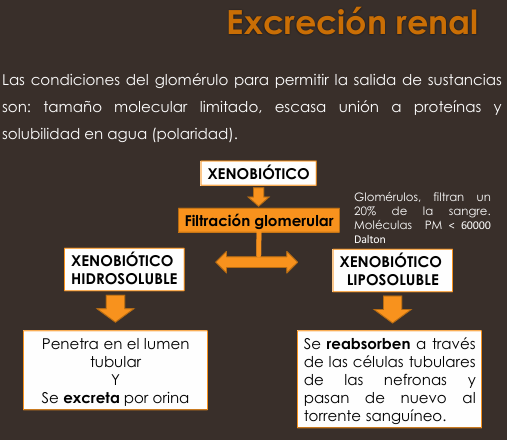 Excreción renal
Las condiciones del glomérulo para permitir la salida de sustancias
son: tamaño molecular limitado, escasa unión a proteínas y
solubilidad en agua (polaridad).
XENOBIÓTICO
Filtración glomerular
Glomérulos, filtran un
20% de la sangre.
Moléculas PM < 60000
Dalton
XENOBIÓTICO
HIDROSOLUBLE
XENOBIÓTICO
LIPOSOLUBLE
Penetra en el lumen
tubular
Y
Se excreta por orina
Se reabsorben a través
de las células tubulares
de las nefronas y
pasan de nuevo al
torrente sanguíneo.